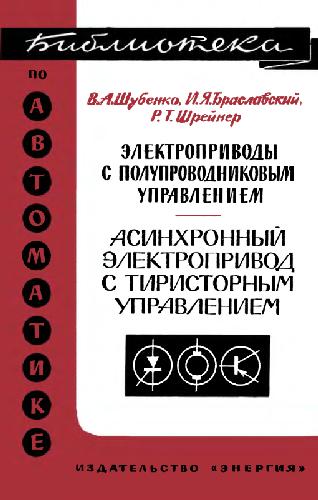 Библиотека
ПО
АВТОМАТИКЕ
В.А.Шубенко, И.Я.Браславский,
Р.Т.Шрейнер
ЭЛЕКТРОПРИВОДЫ
С ПОЛУПРОВОДНИКОВЫМ
УПРАВЛЕНИЕМ
АСИНХРОННЫЙ
ЭЛЕКТРОПРИВОД
С ТИРИСТОРНЫМ
УПРАВЛЕНИЕМ
ИЗДАТЕЛЬСТВО «ЭНЕРГИЯ»